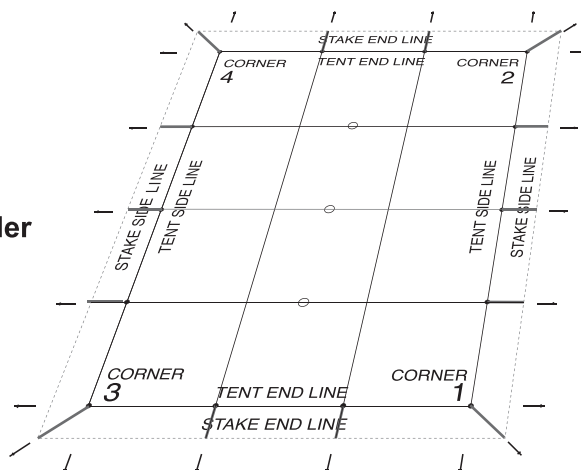 STAKE END LINE
TENT END LINE
CORNER
4
CORNER
2
STAKE SIDE LINE
TENT SIDE LINE
TENT SIDE LINE
STAKE SIDE LINE
ler
CORNER
3
TENT END LINE
CORNER
1
STAKE END LINE